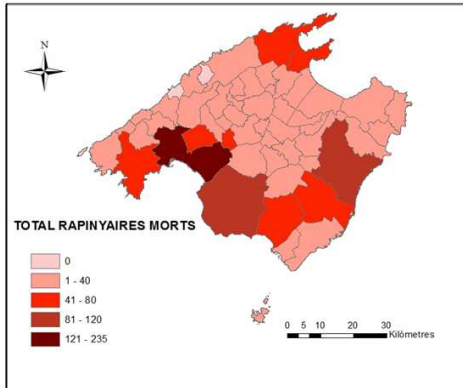 N
TOTAL RAPINYAIRES MORTS
0
1 - 40
41 - 80
81 - 120
121 - 235
0 5 10 20 30
Kilòmetres